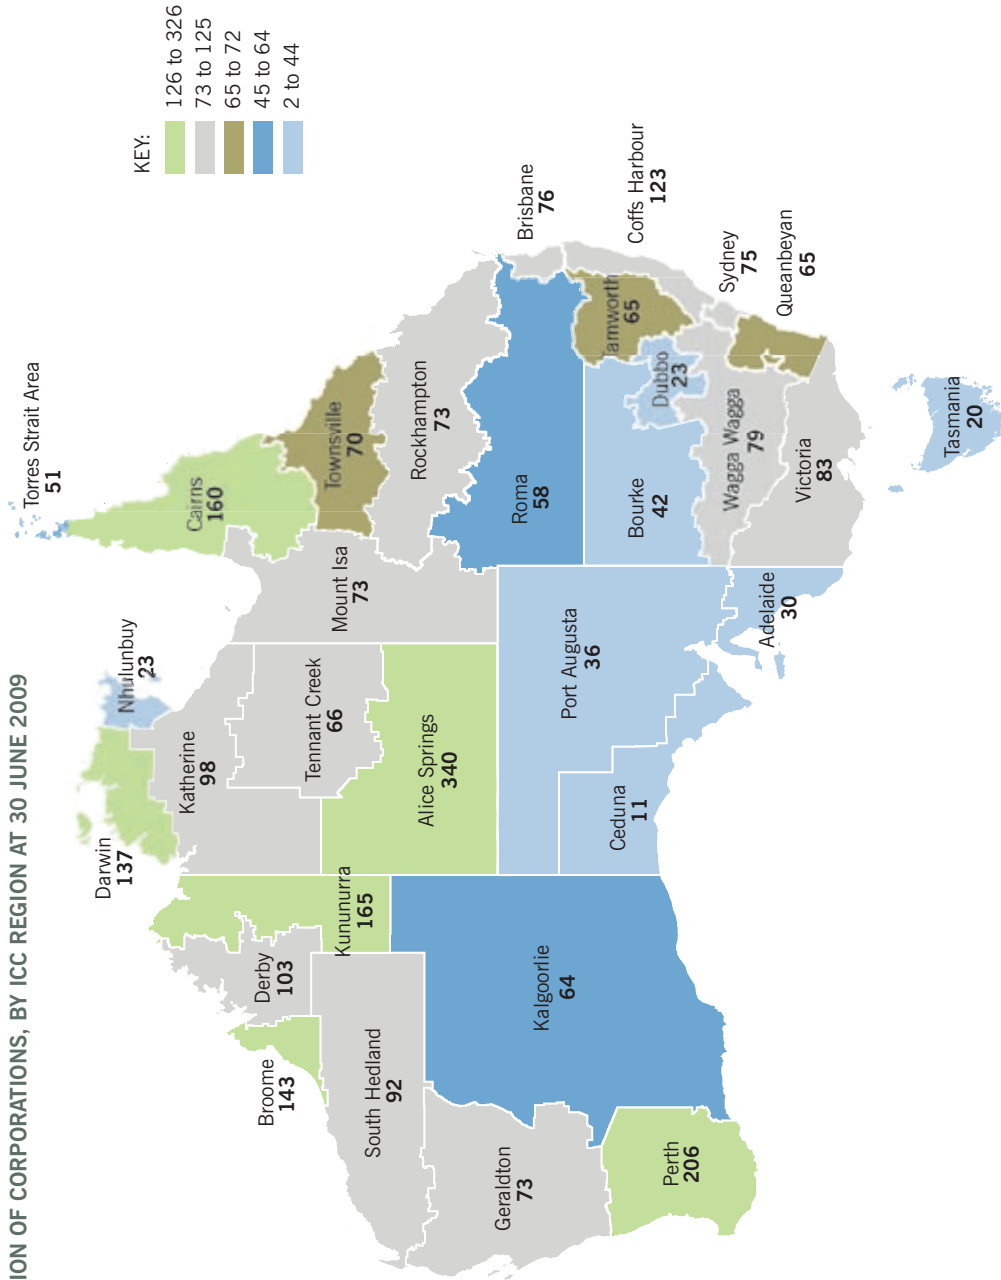 ION OF CORPORATIONS, BY ICC REGION AT 30 JUNE 2009
KEY:
126 to 326
73 to 125
65 to 72
45 to 64
2 to 44
Torres Strait Area
51
Darwin
137
Nhulunbuy
23
Katherine
98
Cairns
160
Kununurra
165
Derby
103
Broome
143
Tennant Creek
66
Mount Isa
73
Townsville
70
South Hedland
92
Alice Springs
340
Rockhampton
73
Geraldton
73
Kalgoorlie
64
Port Augusta
36
Roma
58
Brisbane
76
Ceduna
11
Bourke
42
Tamworth
65
Coffs Harbour
123
Dubbo
23
Perth
206
Wagga Wagga
79
Sydney
75
Queanbeyan
65
Adelaide
30
Victoria
83
Tasmania
20